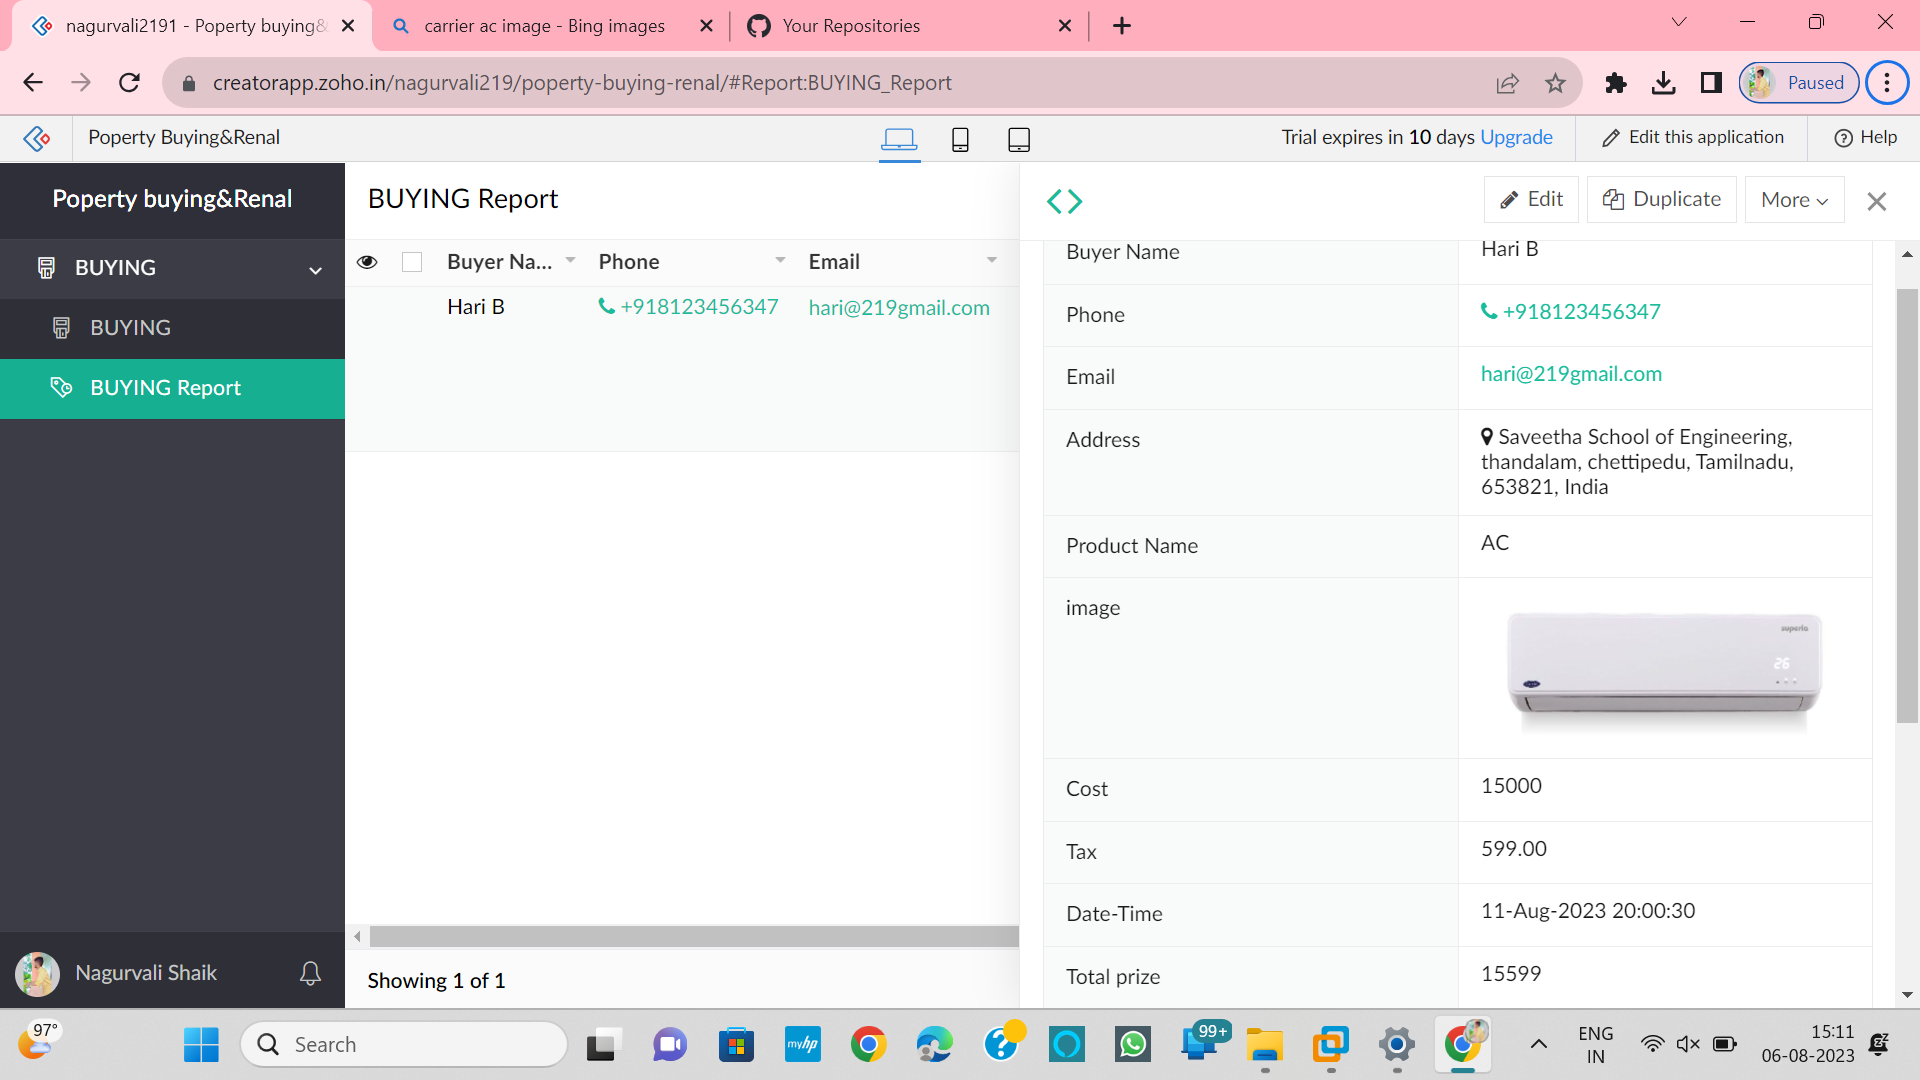 nagurvali2191 - Poperty buying&
carrier ac image - Bing images
Your Repositories
creatorapp.zoho.in/nagurvali219/poperty-buying-renal/#Report:BUYING_Report
Paused
Poperty Buying&Renal
Trial expires in 10 days Upgrade
Edit this application
Help
Poperty buying&Renal
BUYING
BUYING
BUYING Report
Nagurvali Shaik
BUYING Report
Buyer Na... Phone Email
Hari B +918123456347 hari@219gmail.com
Showing 1 of 1
Edit Duplicate More
Buyer Name Hari B
Phone +918123456347
Email hari@219gmail.com
Address Saveetha School of Engineering,
thandalam, chettipedu, Tamilnadu,
653821, India
Product Name AC
image
superia
26
Cost 15000
Tax 599.00
Date-Time 11-Aug-2023 20:00:30
Total prize 15599
97°
Search
myhp
99+
ENG
IN
15:11
06-08-2023